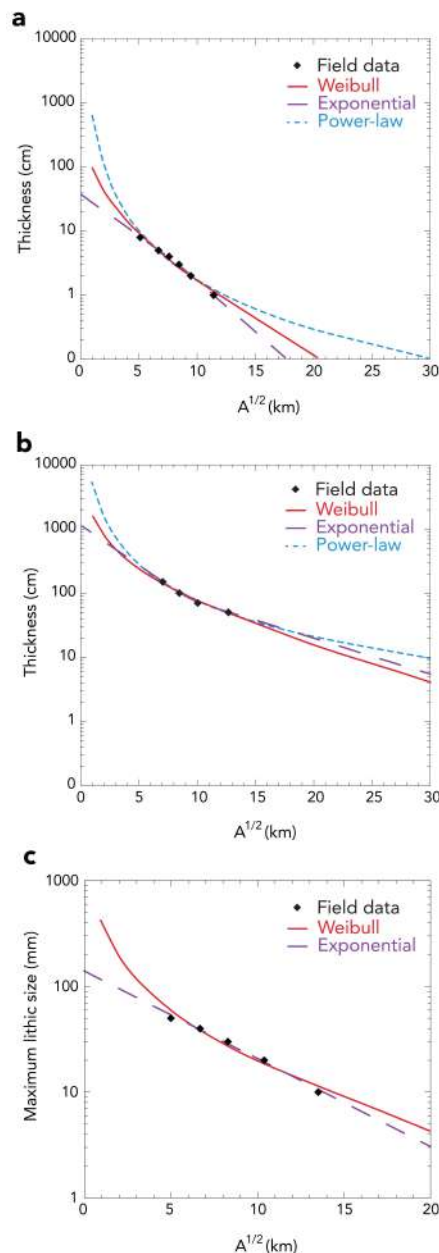 a
10000
1000
100
10
1
0
Thickness (cm)
Field data
Weibull
Exponential
Power-law
0 5 10 15 20 25 30
A1/2 (km)
b
10000
1000
100
10
1
0
Thickness (cm)
Field data
Weibull
Exponential
Power-law
0 5 10 15 20 25 30
A1/2 (km)
c
1000
100
10
1
Maximum lithic size (mm)
Field data
Weibull
Exponential
0 5 10 15 20
A1/2 (km)